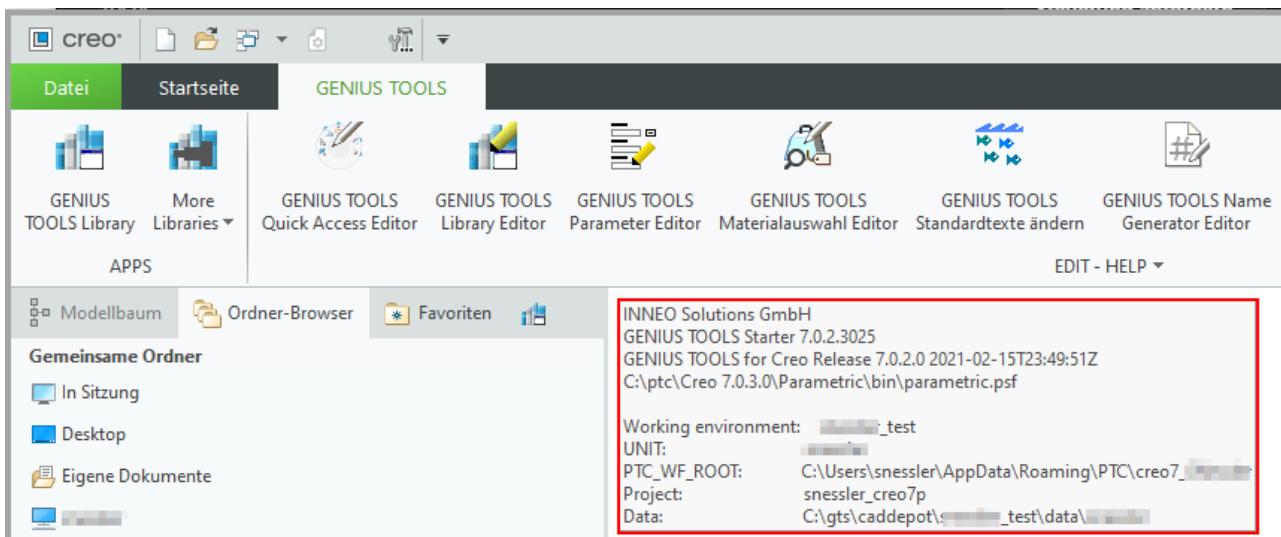 creo
Datei Startseite GENIUS TOOLS
GENIUS
TOOLS Library
More
Libraries
GENIUS TOOLS
Quick Access Editor
GENIUS TOOLS
Library Editor
GENIUS TOOLS
Parameter Editor
GENIUS TOOLS
Materialauswahl Editor
GENIUS TOOLS
Standardtexte ändern
GENIUS TOOLS Name
Generator Editor
APPS
EDIT - HELP
Modellbaum Ordner-Browser Favoriten
Gemeinsame Ordner
In Sitzung
Desktop
Eigene Dokumente
INNEO Solutions GmbH
GENIUS TOOLS Starter 7.0.2.3025
GENIUS TOOLS for Creo Release 7.0.2.0 2021-02-15T23:49:51Z
C:\ptc\Creo 7.0.3.0\Parametric\bin\parametric.psf
Working environment: _test
UNIT:
PTC_WF_ROOT: C:\Users\snessler\AppData\Roaming\PTC\creo7_
Project: snessler_creo7p
Data: C:\gts\caddepot\s _test\data\